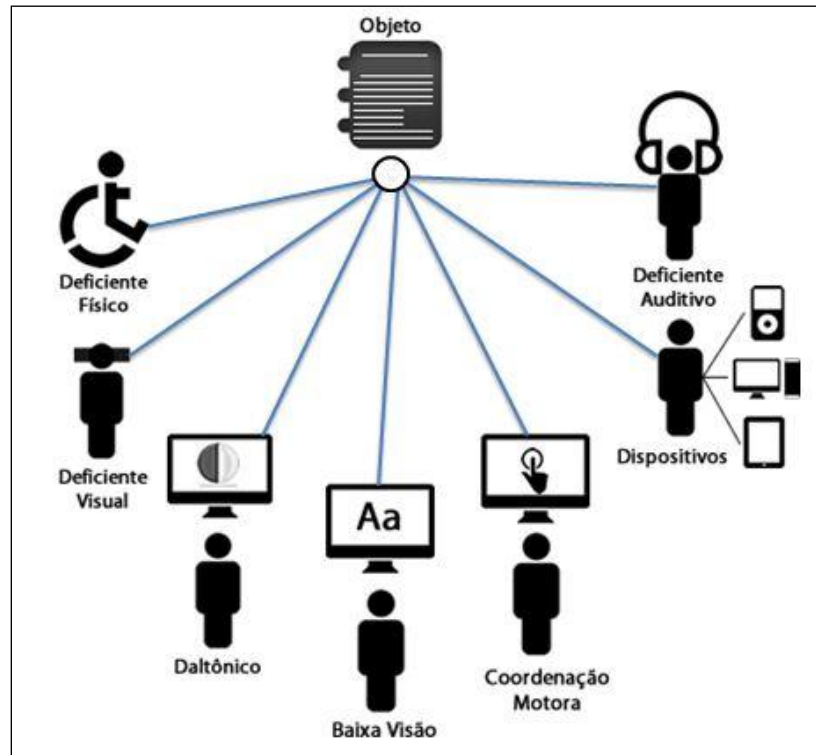 Objeto
Deficiente
Auditivo
Deficiente
Físico
Dispositivos
Deficiente
Visual
Aa
Daltônico
Coordenação
Motora
Baixa Visão